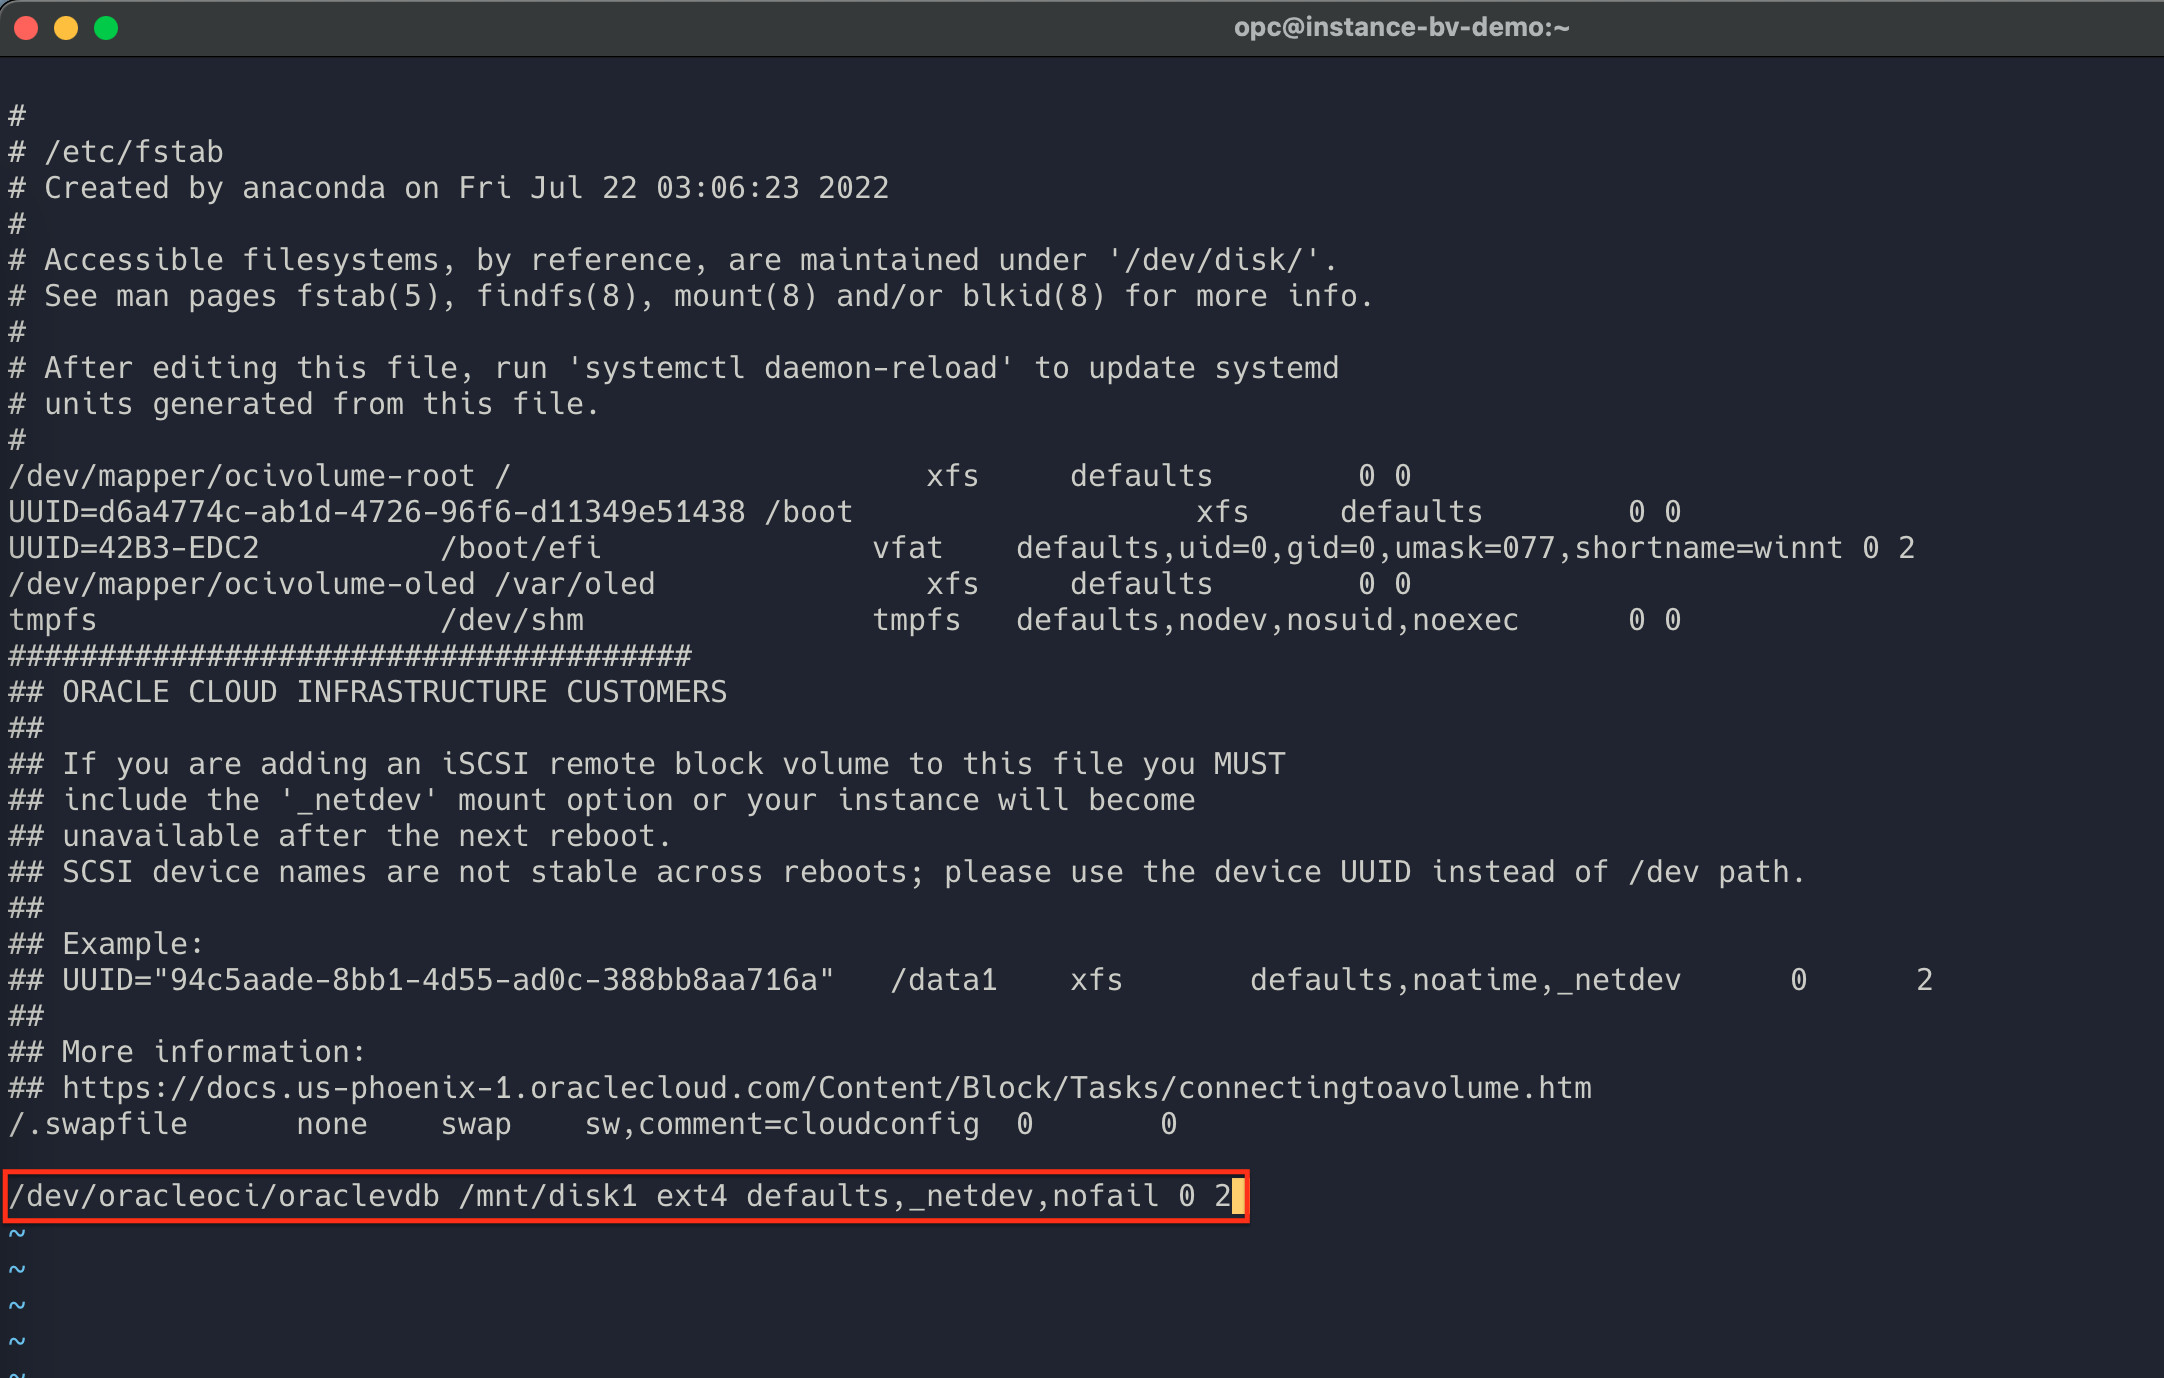 opc@instance-bv-demo:~
#
# /etc/fstab
# Created by anaconda on Fri Jul 22 03:06:23 2022
#
# Accessible filesystems, by reference, are maintained under '/dev/disk/'.
# See man pages fstab(5), findfs(8), mount(8) and/or blkid(8) for more info.
#
# After editing this file, run 'systemctl daemon-reload' to update systemd
# units generated from this file.
#
/dev/mapper/ocivolume-root /                       xfs     defaults        0 0
UUID=d6a4774c-ab1d-4726-96f6-d11349e51438 /boot                   xfs     defaults        0 0
UUID=42B3-EDC2          /boot/efi               vfat    defaults,uid=0,gid=0,umask=077,shortname=winnt 0 2
/dev/mapper/ocivolume-oled /var/oled               xfs     defaults        0 0
tmpfs                   /dev/shm                tmpfs   defaults,nodev,nosuid,noexec      0 0
######################################
## ORACLE CLOUD INFRASTRUCTURE CUSTOMERS
##
## If you are adding an iSCSI remote block volume to this file you MUST
## include the '_netdev' mount option or your instance will become
## unavailable after the next reboot.
## SCSI device names are not stable across reboots; please use the device UUID instead of /dev path.
##
## Example:
## UUID="94c5aade-8bb1-4d55-ad0c-388bb8aa716a"   /data1    xfs       defaults,noatime,_netdev      0      2
##
## More information:
## https://docs.us-phoenix-1.oraclecloud.com/Content/Block/Tasks/connectingtoavolume.htm
/.swapfile      none    swap    sw,comment=cloudconfig  0       0
/dev/oracleoci/oraclevdb /mnt/disk1 ext4 defaults,_netdev,nofail 0 2
~
~
~
~
~